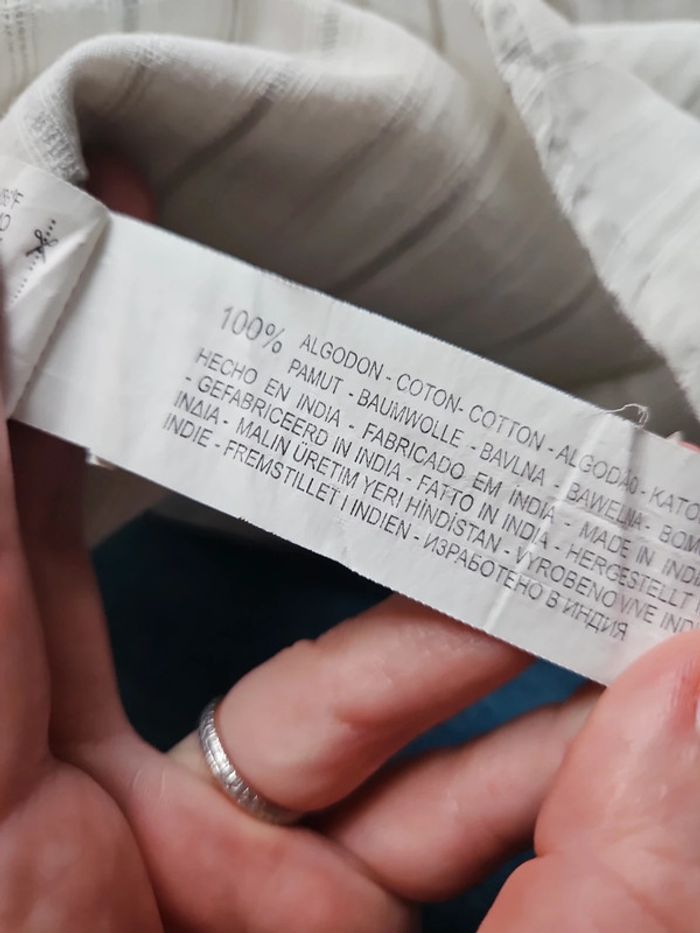 100% ALGODON - COTON- COTTON - ALGODÃO - KATO
PAMUT - BAUMWOLLE - BAVLNA - BAWEŁNA- BOM
HECHO EN INDIA - FABRICADO EM INDIA - MADE IN INDI
- GEFABRICEERD IN INDIA - FATTO IN INDIA - HERGESTELLT
INDIA - MALIN ÜRETIM YERI HINDISTAN - VYROBENO V/VE INDI
INDIE - FREMSTILLET I INDIEN - ИЗРАБОТЕНО В ИНДИЯ